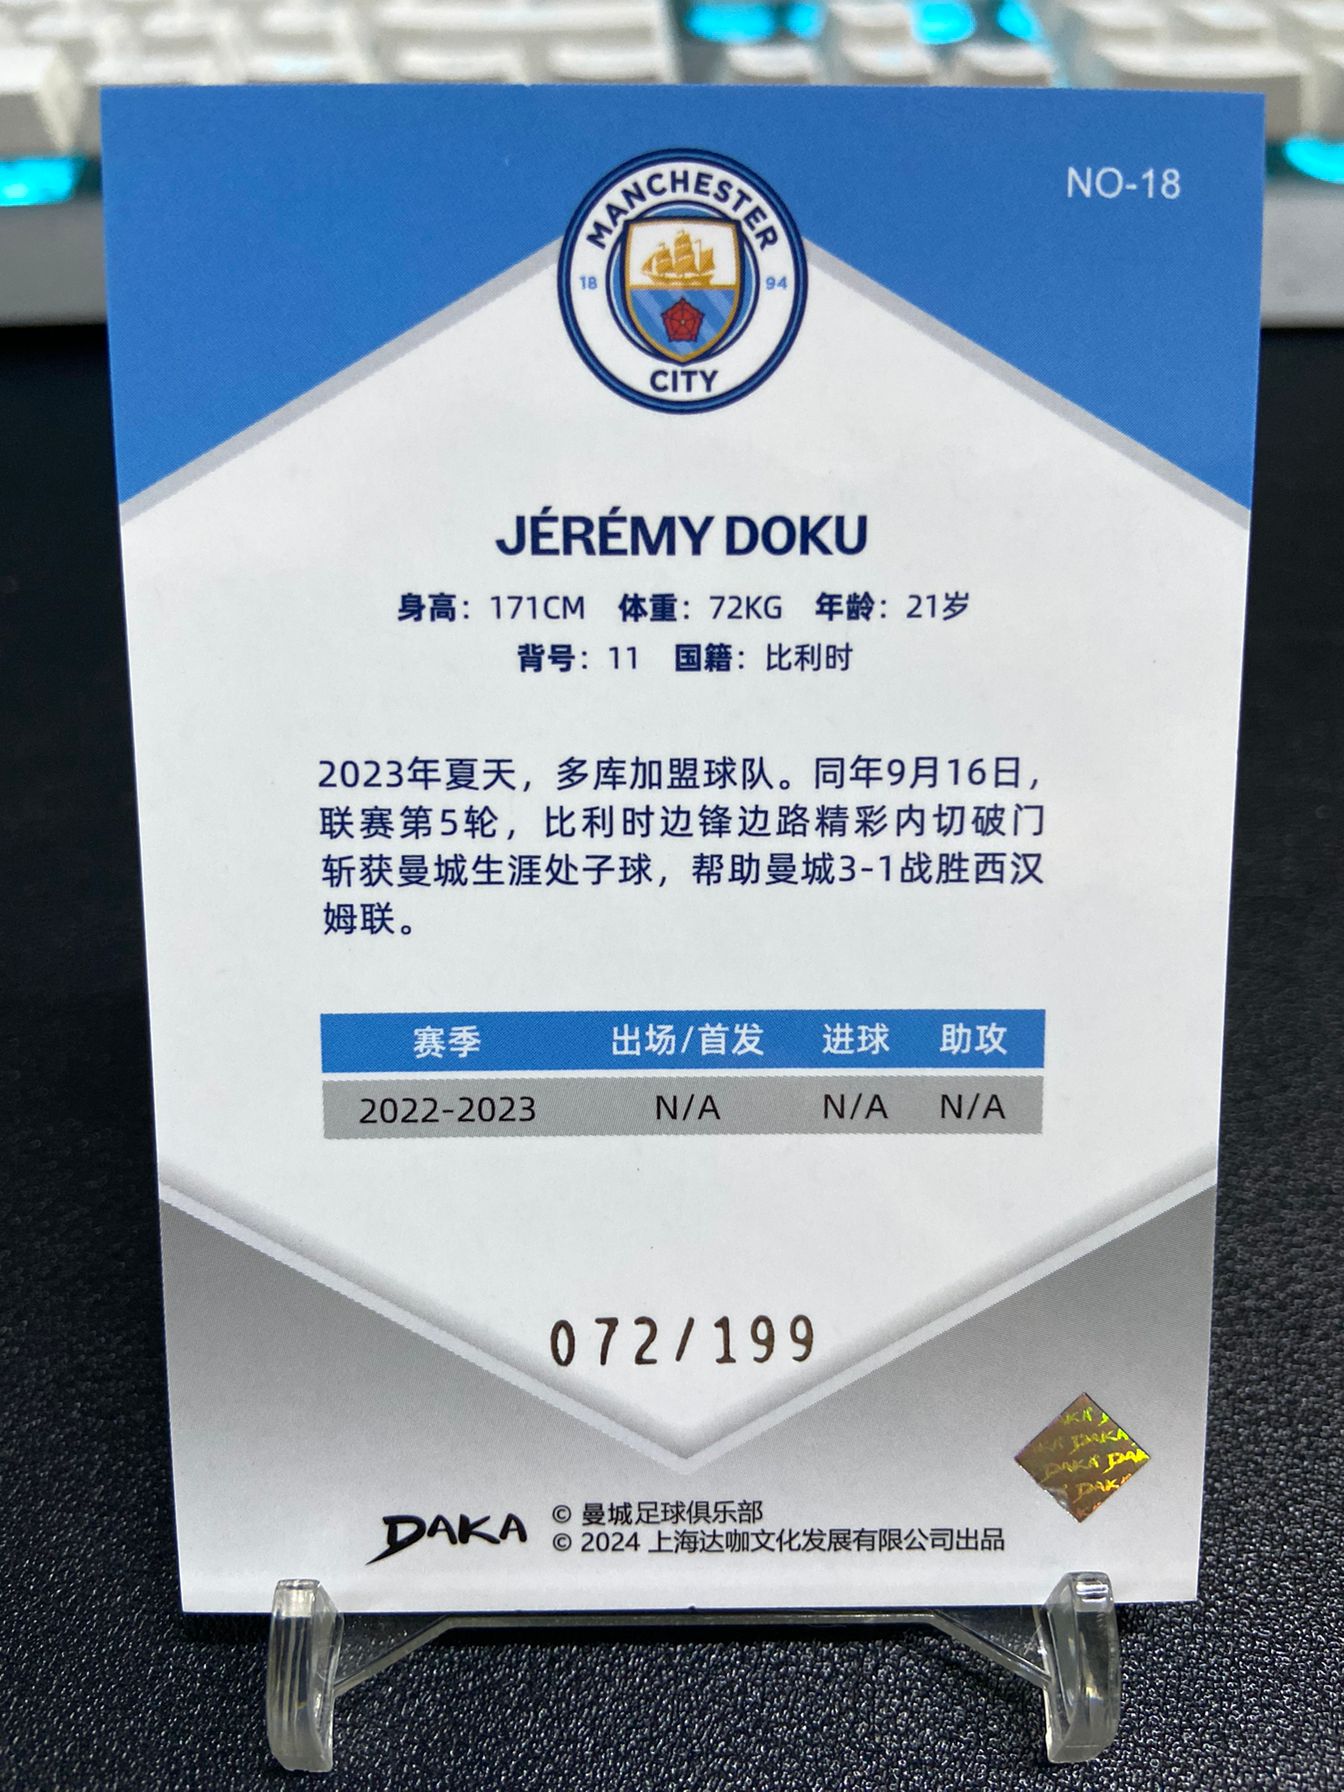 NO-18
MANCHESTER
18 94
CITY
JÉRÉMY DOKU
身高：171CM 体重：72KG 年龄：21岁
背号：11 国籍：比利时
2023年夏天，多库加盟球队。同年9月16日，
联赛第5轮，比利时边锋边路精彩内切破门
斩获曼城生涯处子球，帮助曼城3-1战胜西汉
姆联。
赛季 出场/首发 进球 助攻
2022-2023 N/A N/A N/A
072/199
DAKA
© 曼城足球俱乐部
© 2024 上海达咖文化发展有限公司出品
DAKA
DAKA